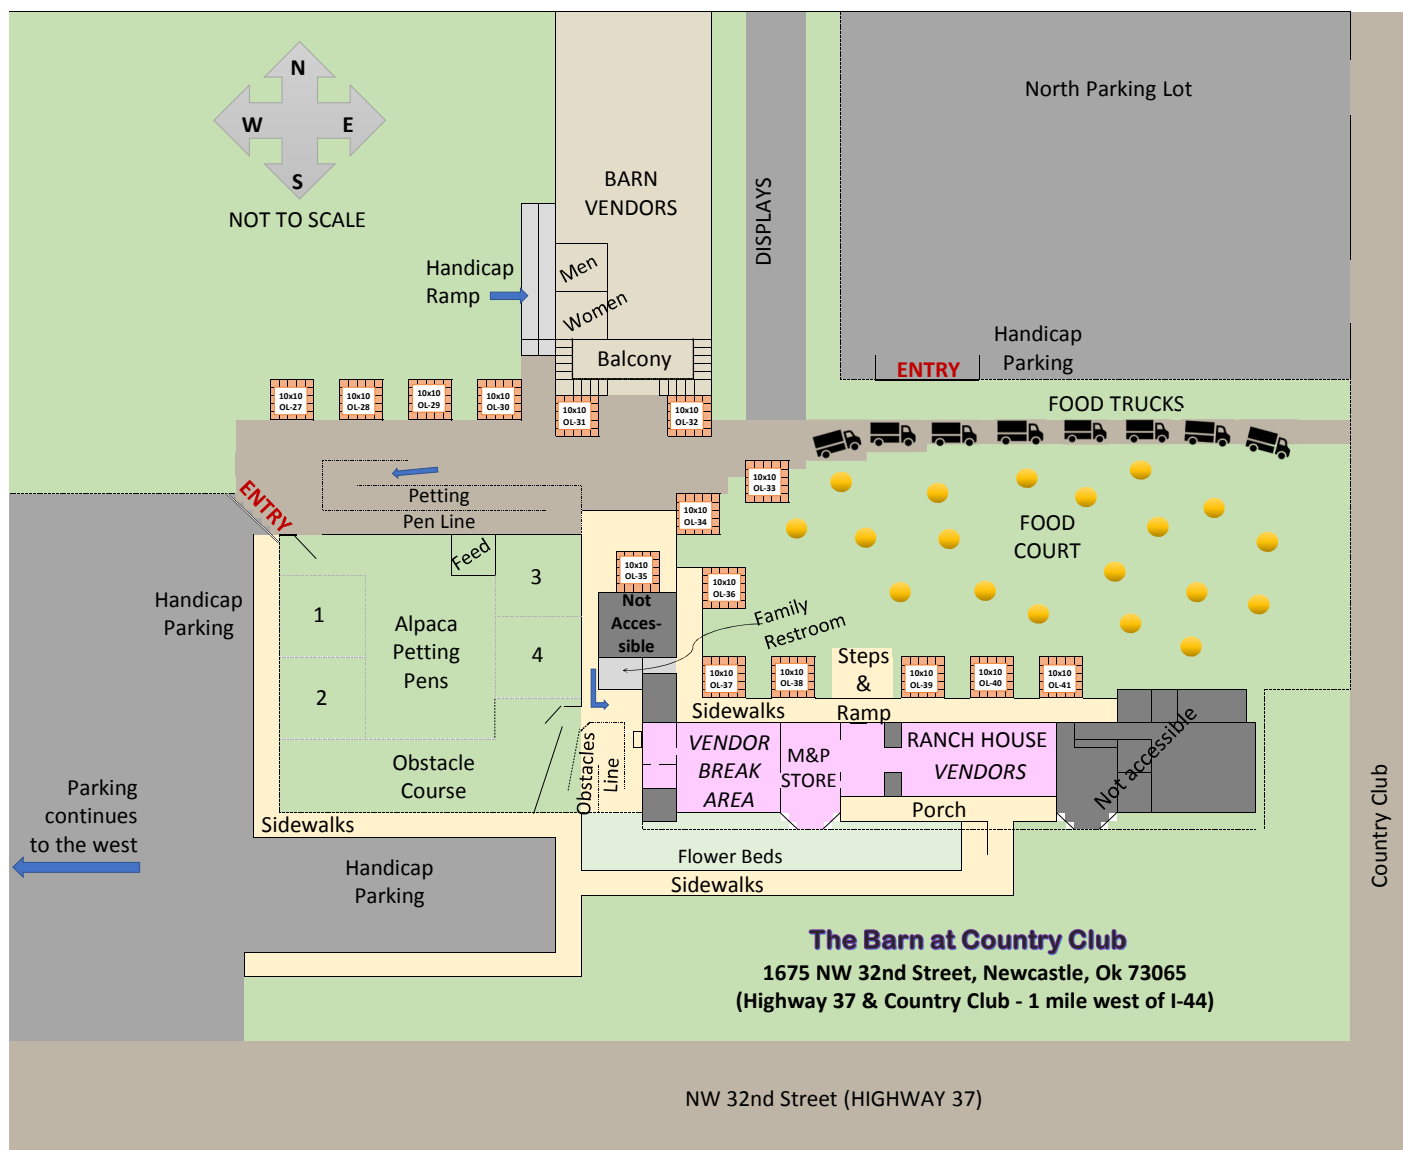 N
W
E
S
NOT TO SCALE
BARN
VENDORS
DISPLAYS
North Parking Lot
Handicap
Ramp
Men
Women
Balcony
Handicap
Parking
ENTRY
FOOD TRUCKS
10x10
OL-27
10x10
OL-28
10x10
OL-29
10x10
OL-30
10x10
OL-31
10x10
OL-32
10x10
OL-33
10x10
OL-34
ENTRY
Petting
Pen Line
FOOD
COURT
Feed
10x10
OL-35
10x10
OL-36
3
1
4
2
Handicap
Parking
Alpaca
Petting
Pens
Not
Acces-
sible
Family
Restroom
Steps
&
Ramp
10x10
OL-37
10x10
OL-38
10x10
OL-39
10x10
OL-40
10x10
OL-41
Sidewalks
VENDOR
BREAK
AREA
M&P
STORE
RANCH HOUSE
VENDORS
Not accessible
Obstacles
Line
Obstacle
Course
Porch
Parking
continues
to the west
Sidewalks
Handicap
Parking
Flower Beds
Sidewalks
Country Club
The Barn at Country Club
1675 NW 32nd Street, Newcastle, Ok 73065
(Highway 37 & Country Club - 1 mile west of I-44)
NW 32nd Street (HIGHWAY 37)